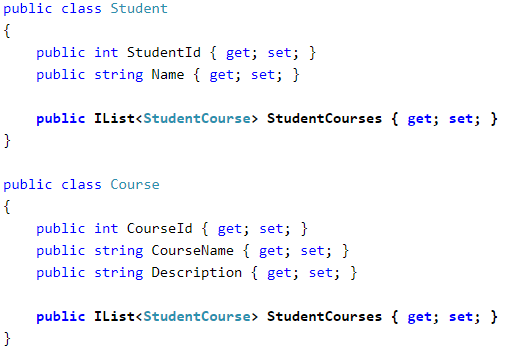 public class Student
{
    public int StudentId { get; set; }
    public string Name { get; set; }

    public IList<StudentCourse> StudentCourses { get; set; }
}

public class Course
{
    public int CourseId { get; set; }
    public string CourseName { get; set; }
    public string Description { get; set; }

    public IList<StudentCourse> StudentCourses { get; set; }
}